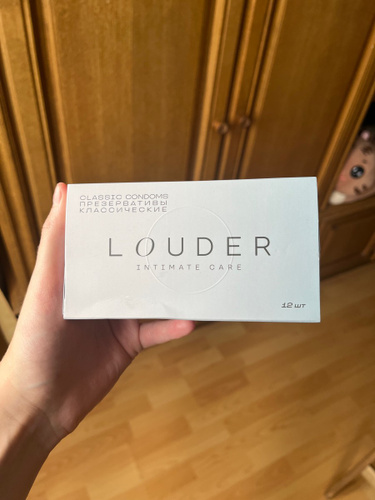 CLASSIC CONDOMS
ПРЕЗЕРВАТИВЫ
КЛАССИЧЕСКИЕ
LOUDER
INTIMATE CARE
12 шт